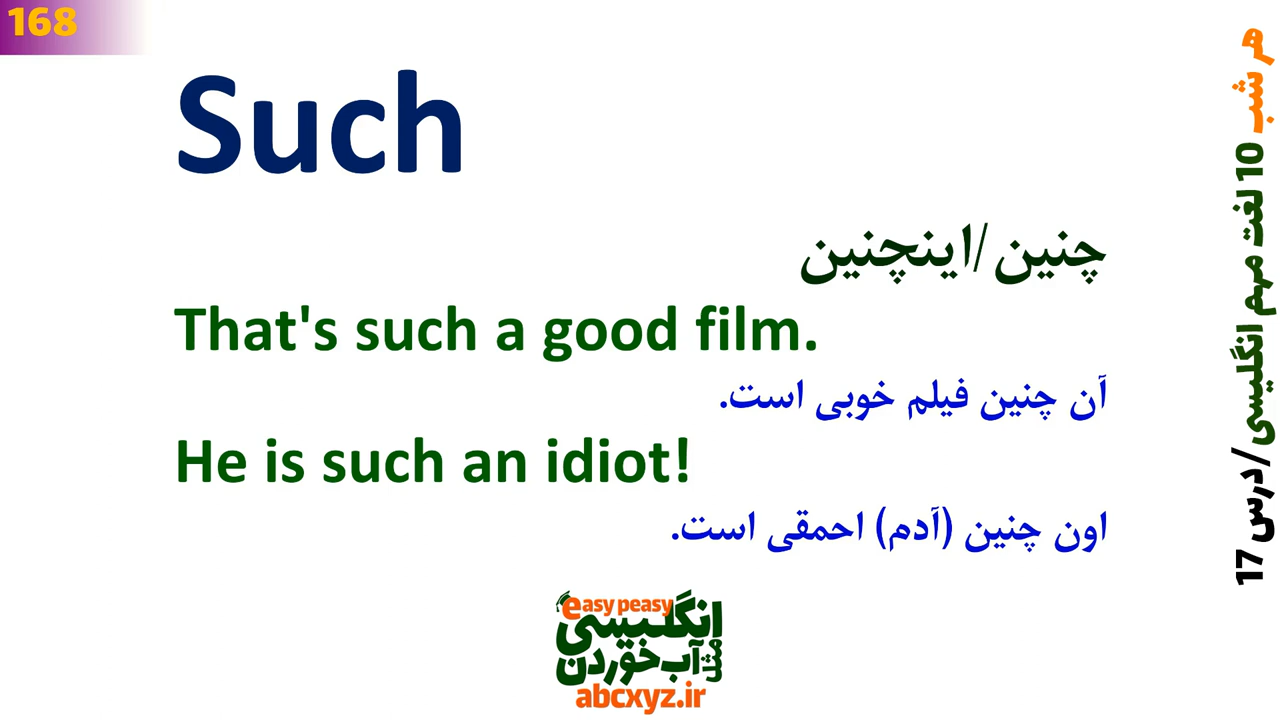 168
Such
چنین/اینچنین
That's such a good film.
آن چنین فیلم خوبی است.
He is such an idiot!
اون چنین (آدم) احمقی است.
هر شب 10 لغت مهم انگلیسی/درس 17
easy peasy
انگلیسی
مثل آب خوردن
abcxyz.ir